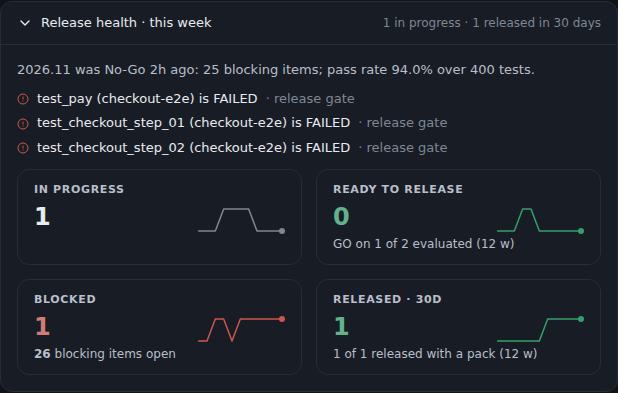 Release health · this week
1 in progress · 1 released in 30 days
2026.11 was No-Go 2h ago: 25 blocking items; pass rate 94.0% over 400 tests.
test_pay (checkout-e2e) is FAILED · release gate
test_checkout_step_01 (checkout-e2e) is FAILED · release gate
test_checkout_step_02 (checkout-e2e) is FAILED · release gate
IN PROGRESS
1
READY TO RELEASE
0
GO on 1 of 2 evaluated (12 w)
BLOCKED
1
26 blocking items open
RELEASED · 30D
1
1 of 1 released with a pack (12 w)